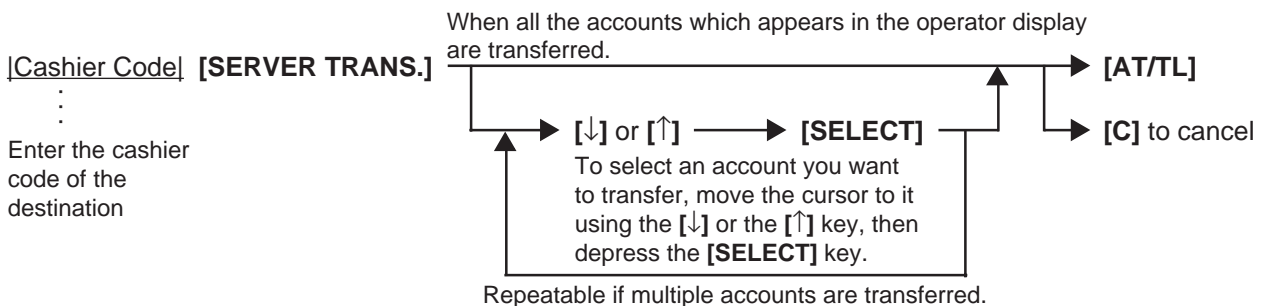 When all the accounts which appears in the operator display
are transferred.
|Cashier Code| [SERVER TRANS.]
[AT/TL]
Enter the cashier
code of the
destination
[↓] or [↑]
[SELECT]
[C] to cancel
To select an account you want
to transfer, move the cursor to it
using the [↓] or the [↑] key, then
depress the [SELECT] key.
Repeatable if multiple accounts are transferred.